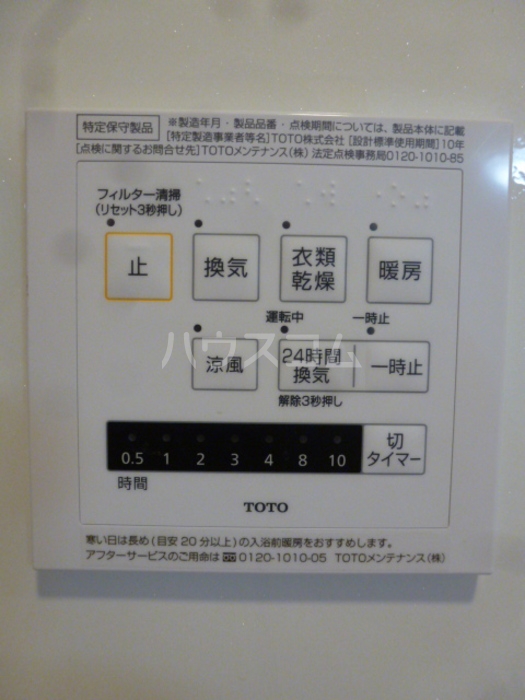 特定保守製品
※製造年月・製品品番・点検期間については、製品本体に記載
[特定製造事業者等名]TOTO株式会社 [設計標準使用期間]10年
[点検に関するお問合せ先]TOTOメンテナンス(株) 法定点検事務局0120-1010-85
フィルター清掃
(リセット3秒押し)
止
換気
衣類
乾燥
暖房
運転中
一時止
涼風
24時間
換気
一時止
解除3秒押し
ハウスコム
0.5 1 2 3 4 8 10
切
タイマー
時間
TOTO
寒い日は長め(目安20分以上)の入浴前暖房をおすすめします。
アフターサービスのご用命は 0120-1010-05 TOTOメンテナンス(株)